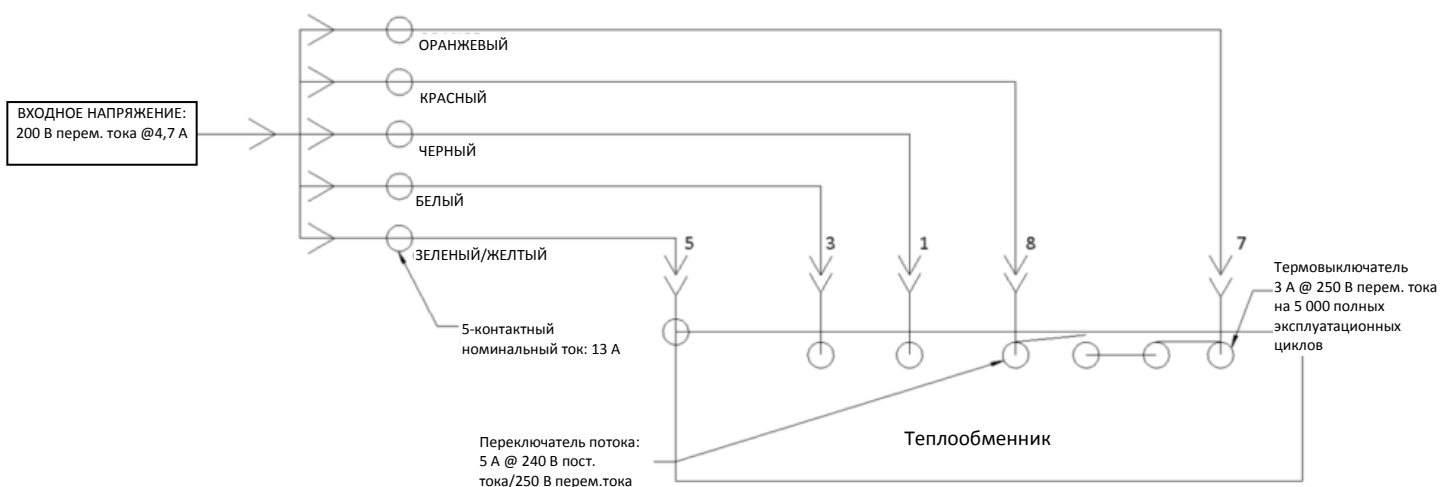 ОРАНЖЕВЫЙ
КРАСНЫЙ
ВХОДНОЕ НАПРЯЖЕНИЕ:
200 В перем. тока @4,7 А
ЧЕРНЫЙ
БЕЛЫЙ
ЗЕЛЕНЫЙ/ЖЕЛТЫЙ
5
3
1
8
7
Термовыключатель
3 А @ 250 В перем. тока
на 5 000 полных
эксплуатационных
циклов
5-контактный
номинальный ток: 13 А
Переключатель потока:
5 А @ 240 В пост.
тока/250 В перем.тока
Теплообменник